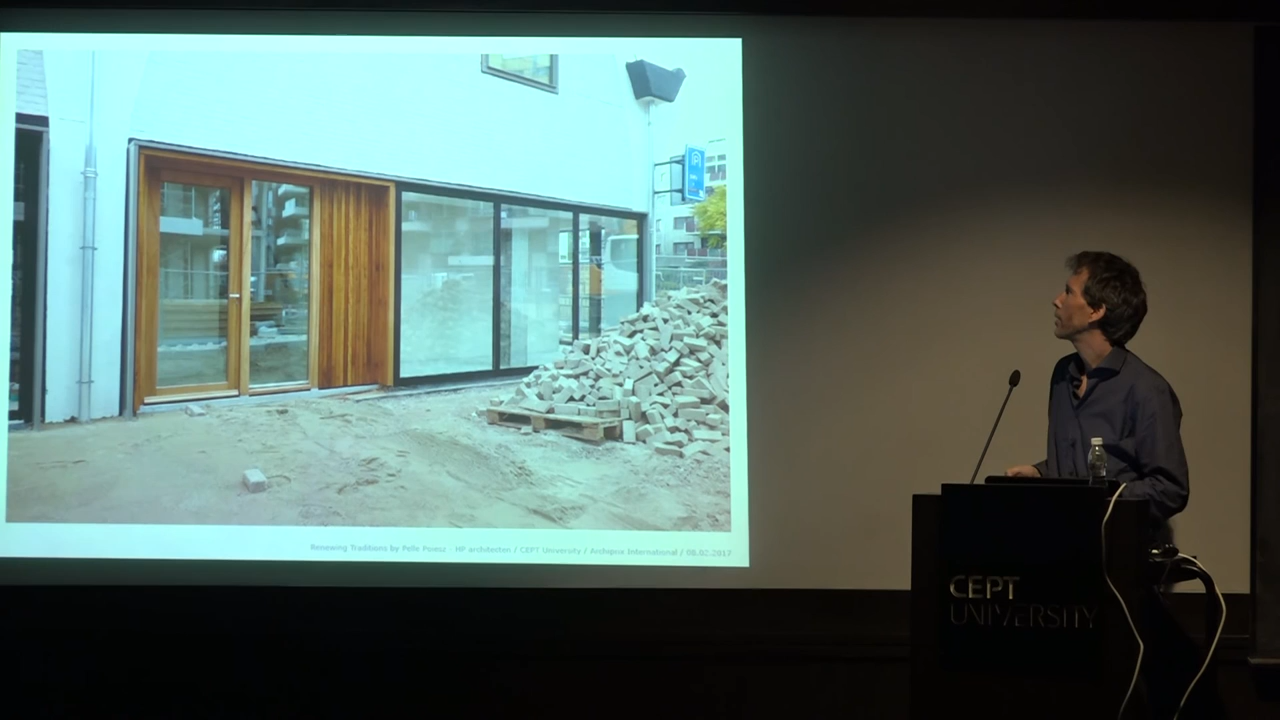 P
Renewing Traditions by Pelle Poiesz - HP architecten / CEPT University / Archiprix International / 08.02.2017
CEPT
UNIVERSITY